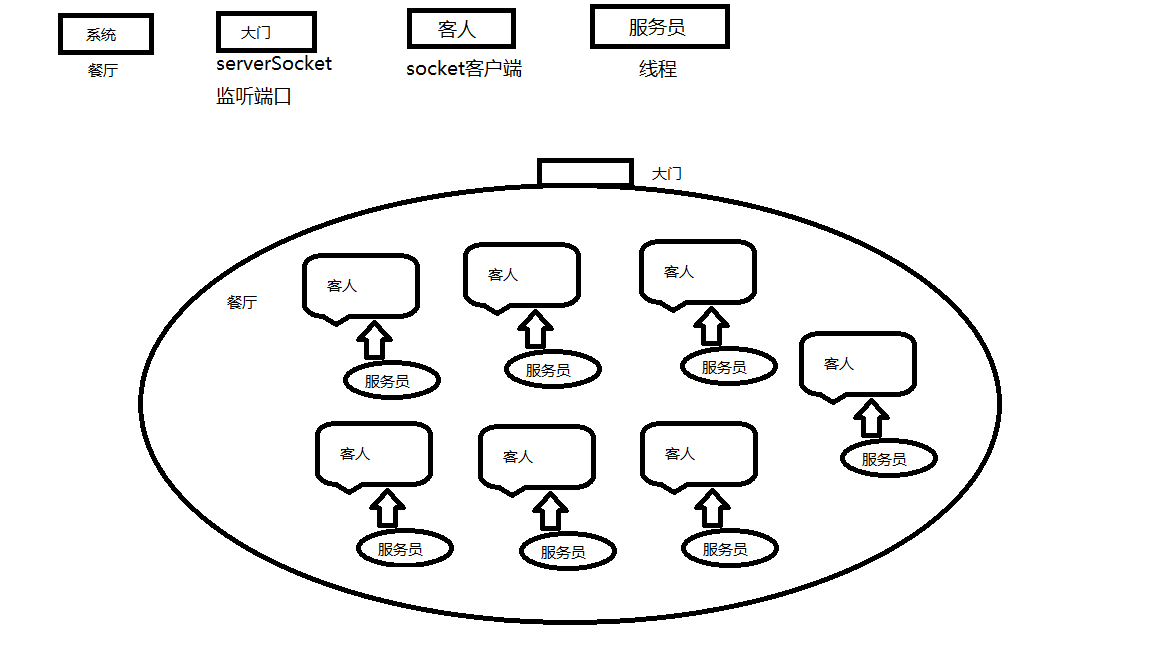 系统
大门
客人
服务员
餐厅
serverSocket
监听端口
socket客户端
线程
大门
餐厅
客人
客人
客人
客人
服务员
服务员
服务员
服务员
客人
客人
客人
服务员
服务员
服务员